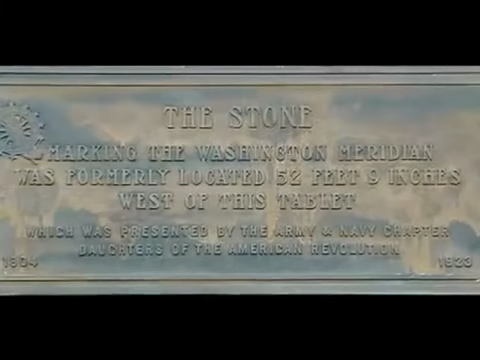 THE STONE
MARKING THE WASHINGTON MERIDIAN
WAS FORMERLY LOCATED 52 FEET 9 INCHES
WEST OF THIS TABLET
WHICH WAS PRESENTED BY THE ARMY & NAVY CHAPTER
DAUGHTERS OF THE AMERICAN REVOLUTION
1804 1923